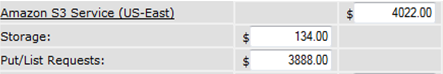 Amazon S3 Service (US-East) $ 4022.00
Storage: $ 134.00
Put/List Requests: $ 3888.00